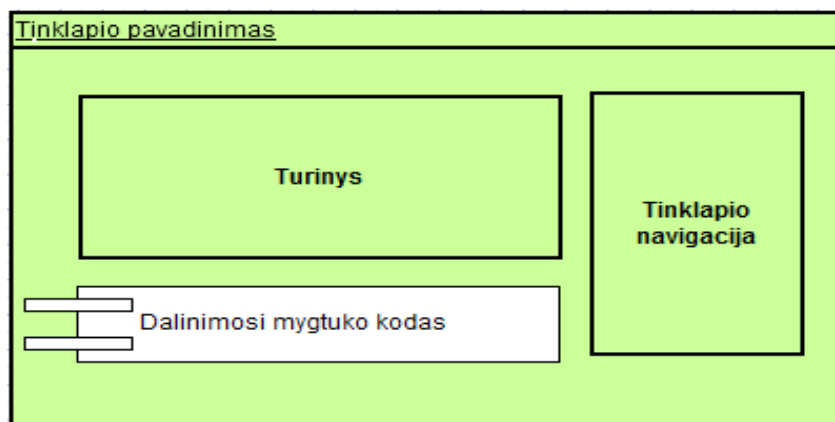 Tinklapio pavadinimas
Turinys
Tinklapio
navigacija
Dalinimosi mygtuko kodas